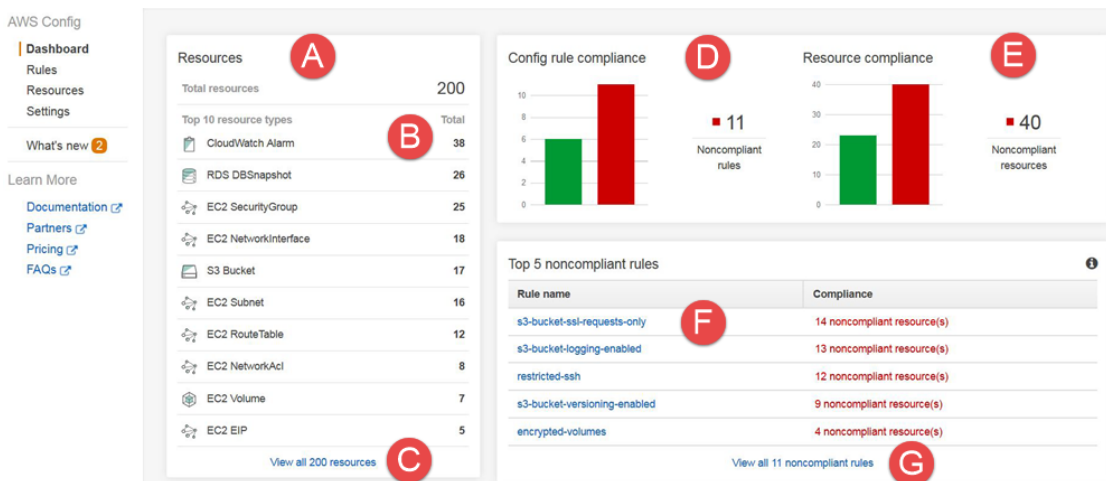 AWS Config
Dashboard
Rules
Resources
Settings
What's new 2
Learn More
Documentation
Partners
Pricing
FAQs
Resources A
Total resources 200
Top 10 resource types B Total
CloudWatch Alarm 38
RDS DBSnapshot 26
EC2 SecurityGroup 25
EC2 NetworkInterface 18
S3 Bucket 17
EC2 Subnet 16
EC2 RouteTable 12
EC2 NetworkAcl 8
EC2 Volume 7
EC2 EIP 5
View all 200 resources C
Config rule compliance D
10
8
6
4
2
0
11
Noncompliant
rules
Resource compliance E
40
30
20
10
0
40
Noncompliant
resources
Top 5 noncompliant rules
Rule name Compliance
s3-bucket-ssl-requests-only F 14 noncompliant resource(s)
s3-bucket-logging-enabled 13 noncompliant resource(s)
restricted-ssh 12 noncompliant resource(s)
s3-bucket-versioning-enabled 9 noncompliant resource(s)
encrypted-volumes 4 noncompliant resource(s)
View all 11 noncompliant rules G